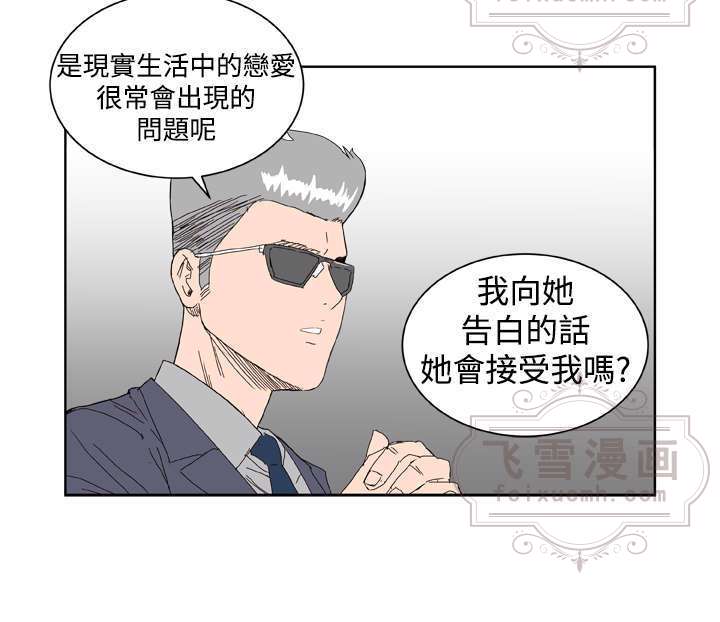 是現實生活中的戀愛
很常會出現的
問題呢
我向她
告白的話
她會接受我嗎?
飞雪漫画
feixuemh.com